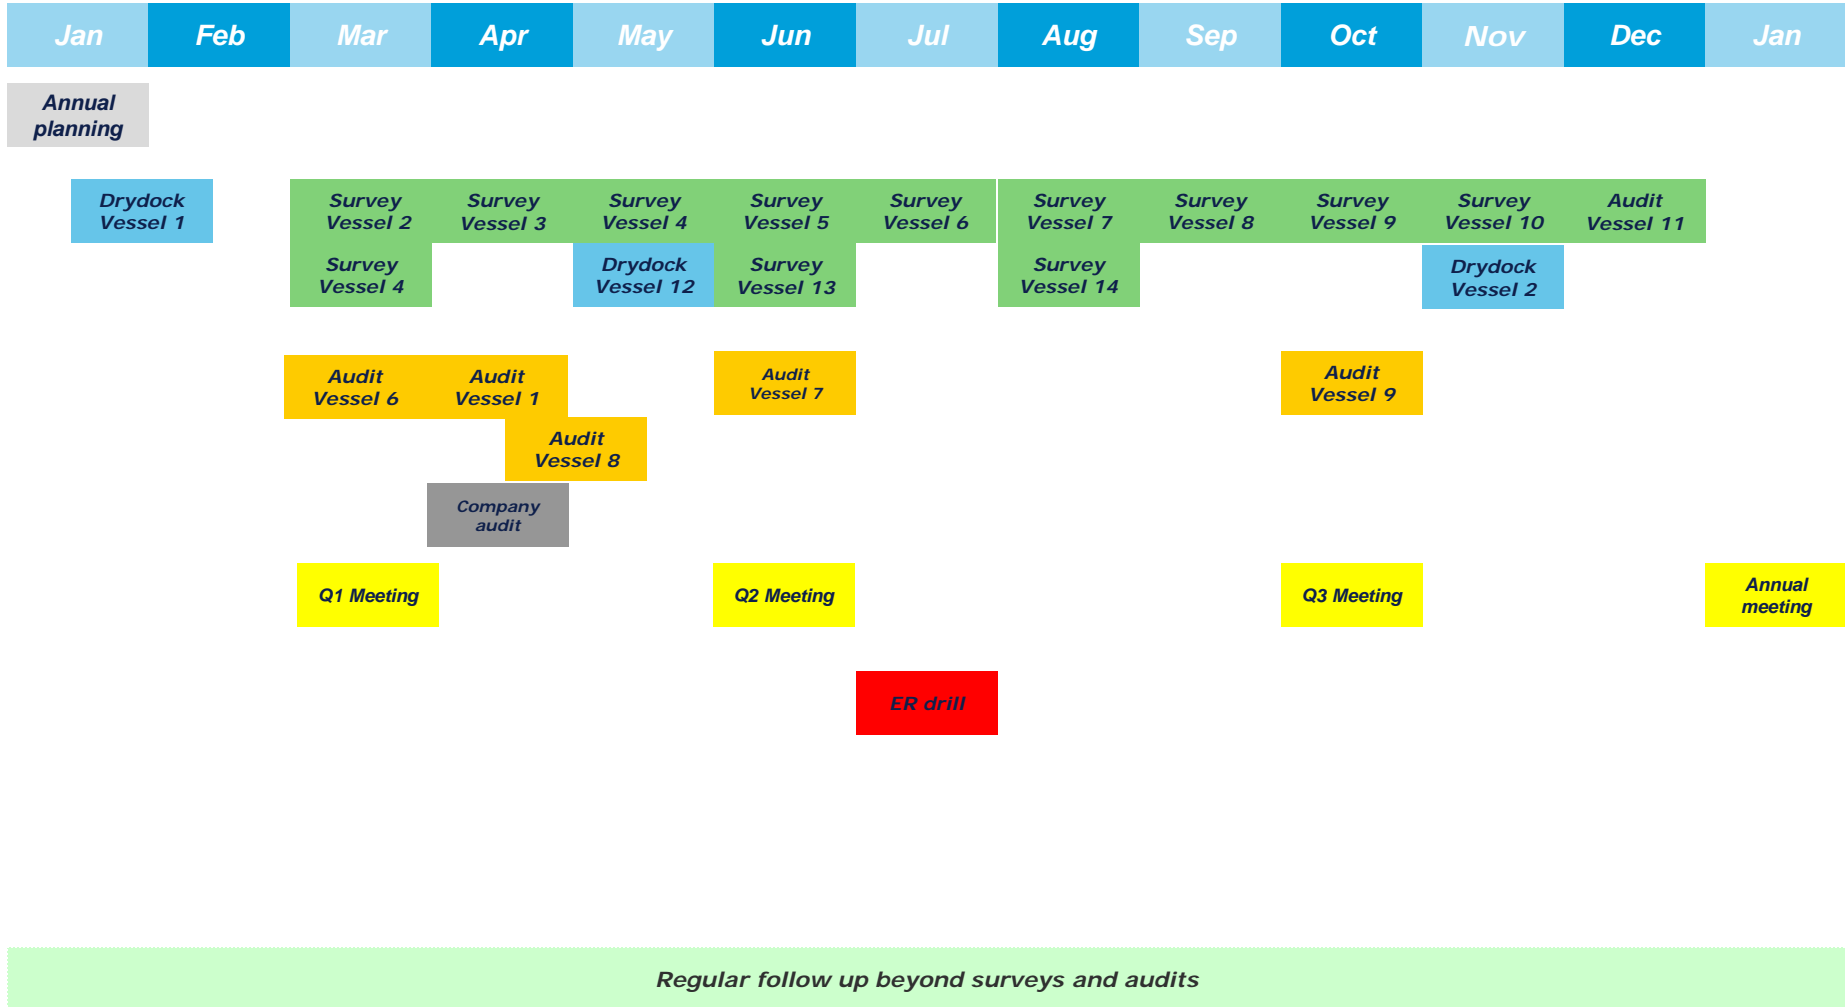 Jan Feb Mar Apr May Jun Jul Aug Sep Oct Nov Dec Jan
Annual
planning
Drydock
Vessel 1
Survey
Vessel 2
Survey
Vessel 3
Survey
Vessel 4
Survey
Vessel 5
Survey
Vessel 6
Survey
Vessel 7
Survey
Vessel 8
Survey
Vessel 9
Survey
Vessel 10
Audit
Vessel 11
Survey
Vessel 4
Drydock
Vessel 12
Survey
Vessel 13
Survey
Vessel 14
Drydock
Vessel 2
Audit
Vessel 6
Audit
Vessel 1
Audit
Vessel 7
Audit
Vessel 9
Audit
Vessel 8
Company
audit
Q1 Meeting
Q2 Meeting
Q3 Meeting
Annual
meeting
ER drill
Regular follow up beyond surveys and audits